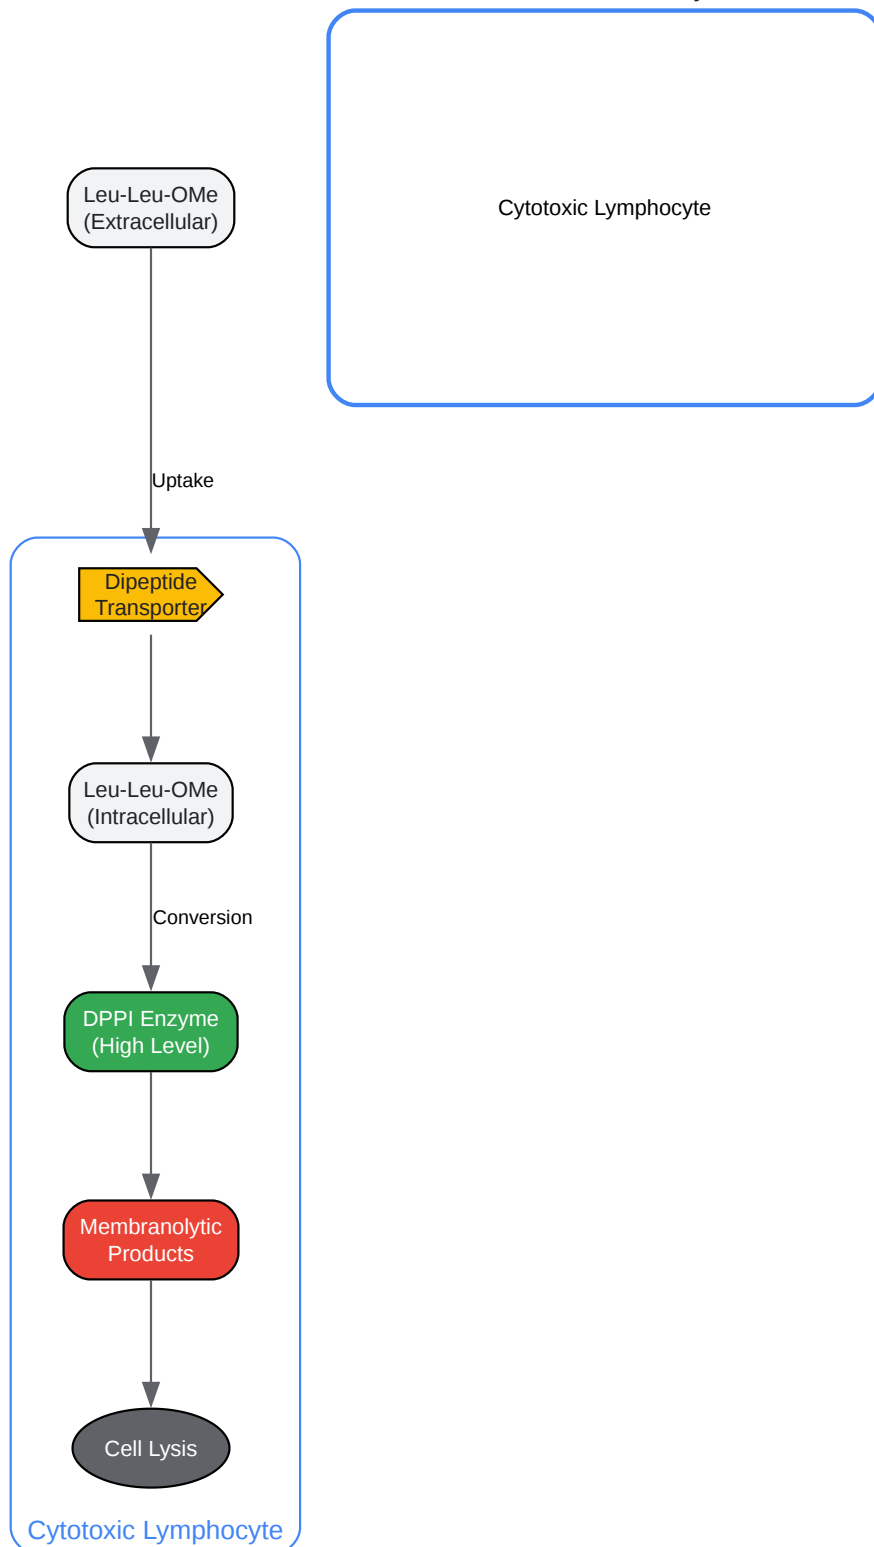 Cytotoxic Lymphocyte
Leu-Leu-OMe
(Extracellular)
Uptake
Dipeptide
Transporter
Leu-Leu-OMe
(Intracellular)
Conversion
DPPI Enzyme
(High Level)
Membranolytic
Products
Cell Lysis
Cytotoxic Lymphocyte